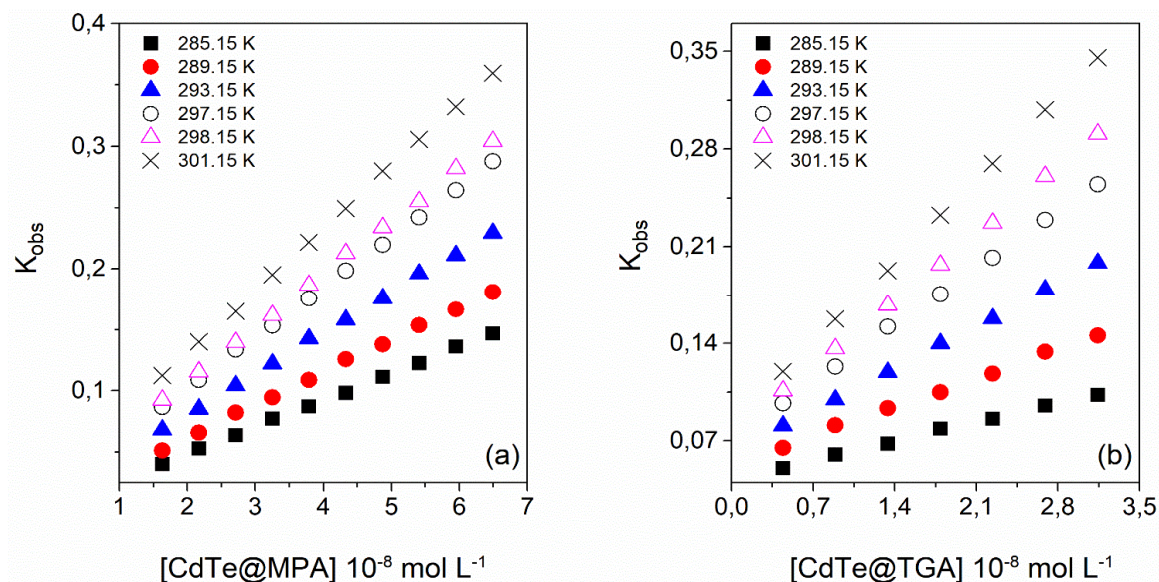 0,4
0,3
0,2
0,1
K_obs
285.15 K
289.15 K
293.15 K
297.15 K
298.15 K
301.15 K
(a)
1 2 3 4 5 6 7
[CdTe@MPA] 10⁻⁸ mol L⁻¹
0,35
0,28
0,21
0,14
0,07
K_obs
285.15 K
289.15 K
293.15 K
297.15 K
298.15 K
301.15 K
(b)
0,0 0,7 1,4 2,1 2,8 3,5
[CdTe@TGA] 10⁻⁸ mol L⁻¹